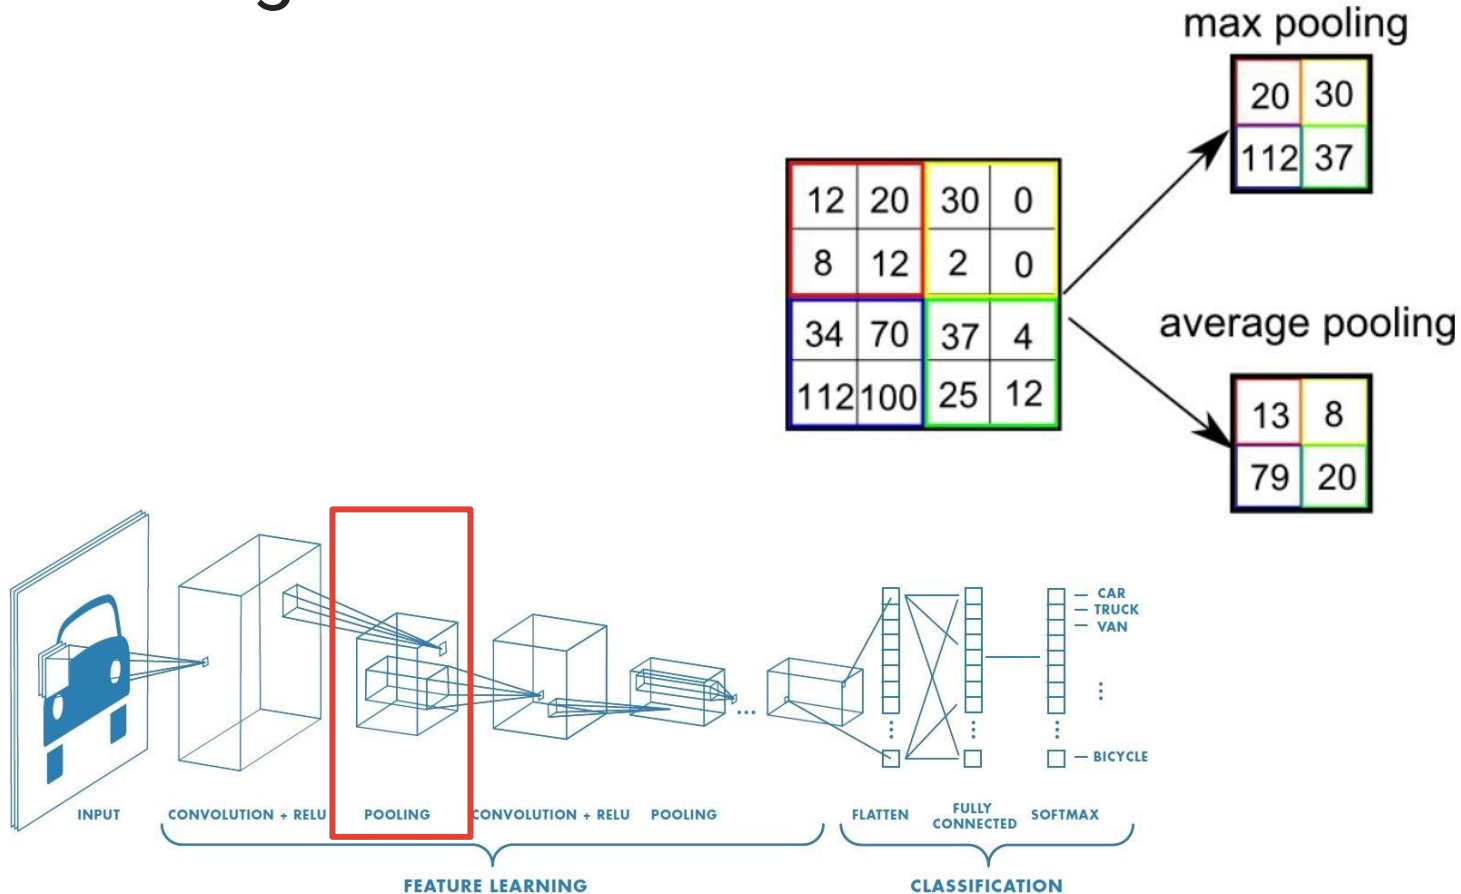 max pooling
20 30
112 37
12 20 30 0
8 12 2 0
34 70 37 4
112 100 25 12
average pooling
13 8
79 20
CAR
TRUCK
VAN
BICYCLE
INPUT
CONVOLUTION + RELU
POOLING
CONVOLUTION + RELU
POOLING
FLATTEN
FULLY
CONNECTED
SOFTMAX
FEATURE LEARNING
CLASSIFICATION